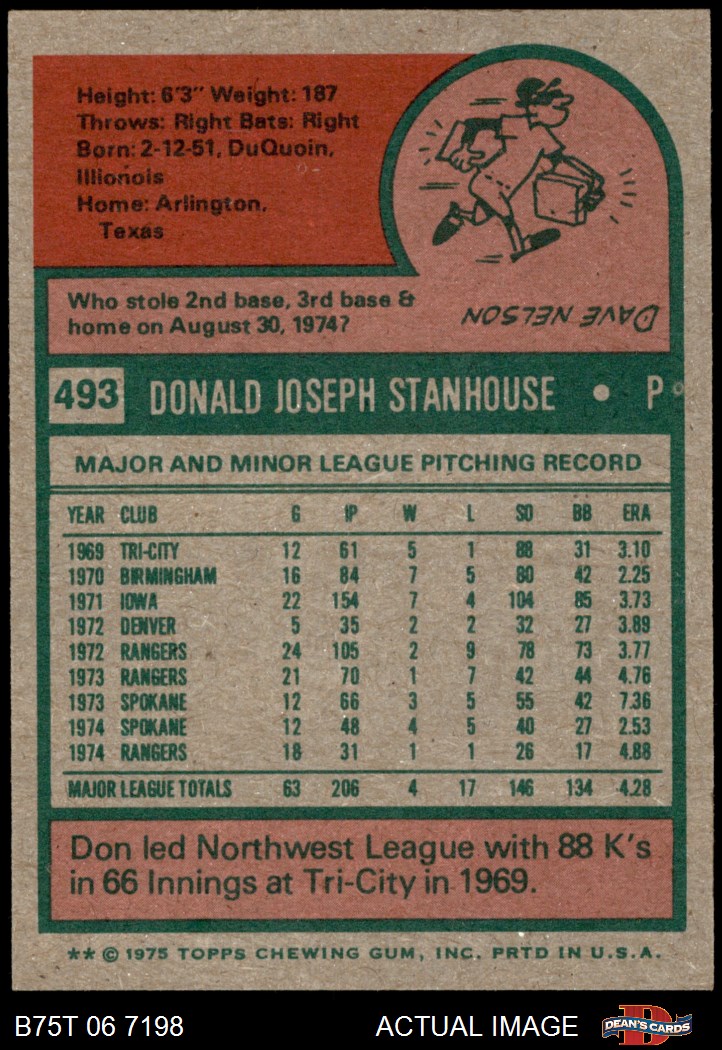 Height: 6'3" Weight: 187
Throws: Right Bats: Right
Born: 2-12-51, DuQuoin,
Illionois
Home: Arlington,
Texas
Who stole 2nd base, 3rd base &
home on August 30, 1974?
DAVE NELSON
493 DONALD JOSEPH STANHOUSE • P
MAJOR AND MINOR LEAGUE PITCHING RECORD
YEAR CLUB G IP W L SO BB ERA
1969 TRI-CITY 12 61 5 1 88 31 3.10
1970 BIRMINGHAM 16 84 7 5 80 42 2.25
1971 IOWA 22 154 7 4 104 85 3.73
1972 DENVER 5 35 2 2 32 27 3.89
1972 RANGERS 24 105 2 9 78 73 3.77
1973 RANGERS 21 70 1 7 42 44 4.76
1973 SPOKANE 12 66 3 5 55 42 7.36
1974 SPOKANE 12 48 4 5 40 27 2.53
1974 RANGERS 18 31 1 1 26 17 4.88
MAJOR LEAGUE TOTALS 63 206 4 17 146 134 4.28
Don led Northwest League with 88 K's
in 66 Innings at Tri-City in 1969.
** © 1975 TOPPS CHEWING GUM, INC. PRTD IN U.S.A.
B75T 06 7198 ACTUAL IMAGE DEAN'S CARDS